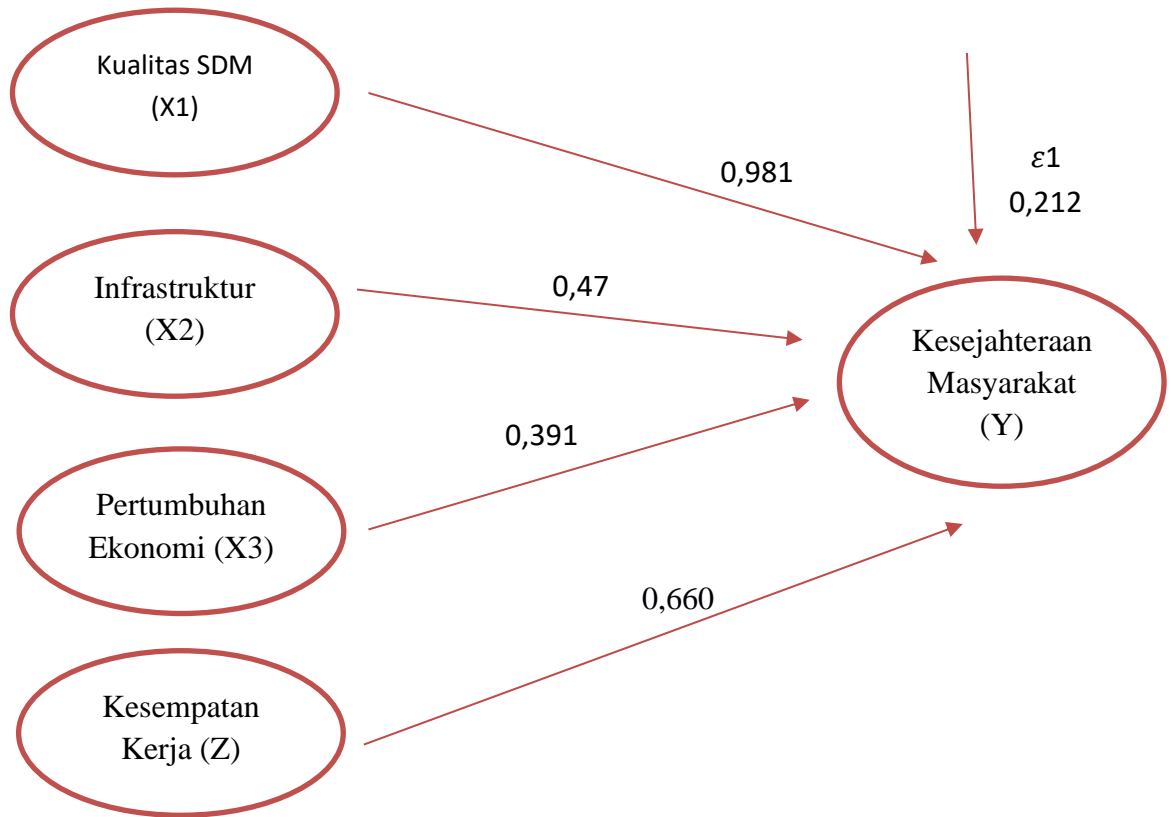 Kualitas SDM
(X1)
0,981
ε1
0,212
Infrastruktur
(X2)
0,47
Kesejahteraan
Masyarakat
(Y)
0,391
Pertumbuhan
Ekonomi (X3)
0,660
Kesempatan
Kerja (Z)